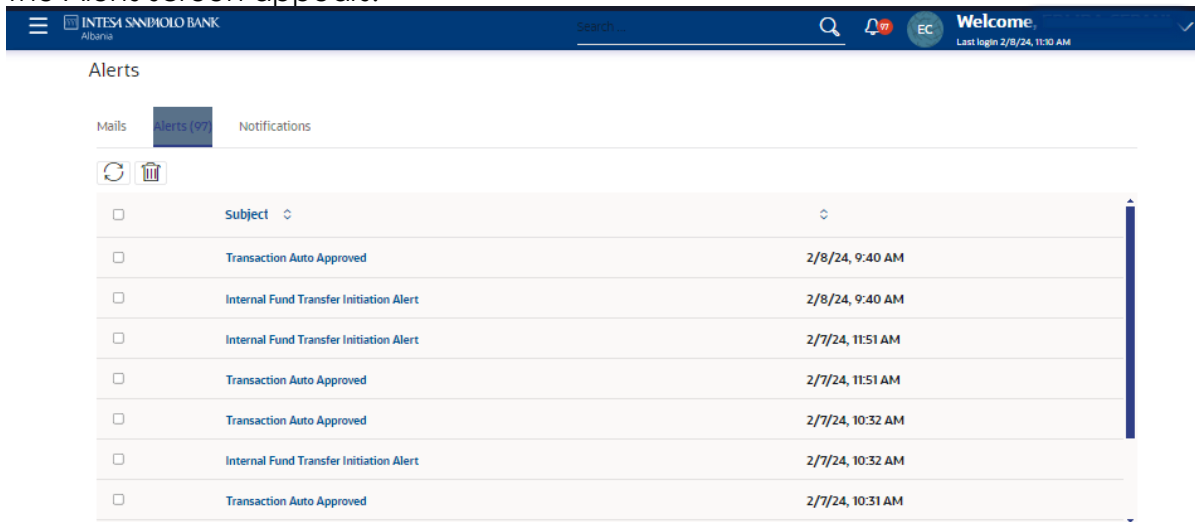 INTESA SANPAOLO BANK
Albania
Search ...
97
EC
Welcome,
Last login 2/8/24, 11:10 AM
Alerts
Mails Alerts (97) Notifications
Subject
Transaction Auto Approved 2/8/24, 9:40 AM
Internal Fund Transfer Initiation Alert 2/8/24, 9:40 AM
Internal Fund Transfer Initiation Alert 2/7/24, 11:51 AM
Transaction Auto Approved 2/7/24, 11:51 AM
Transaction Auto Approved 2/7/24, 10:32 AM
Internal Fund Transfer Initiation Alert 2/7/24, 10:32 AM
Transaction Auto Approved 2/7/24, 10:31 AM